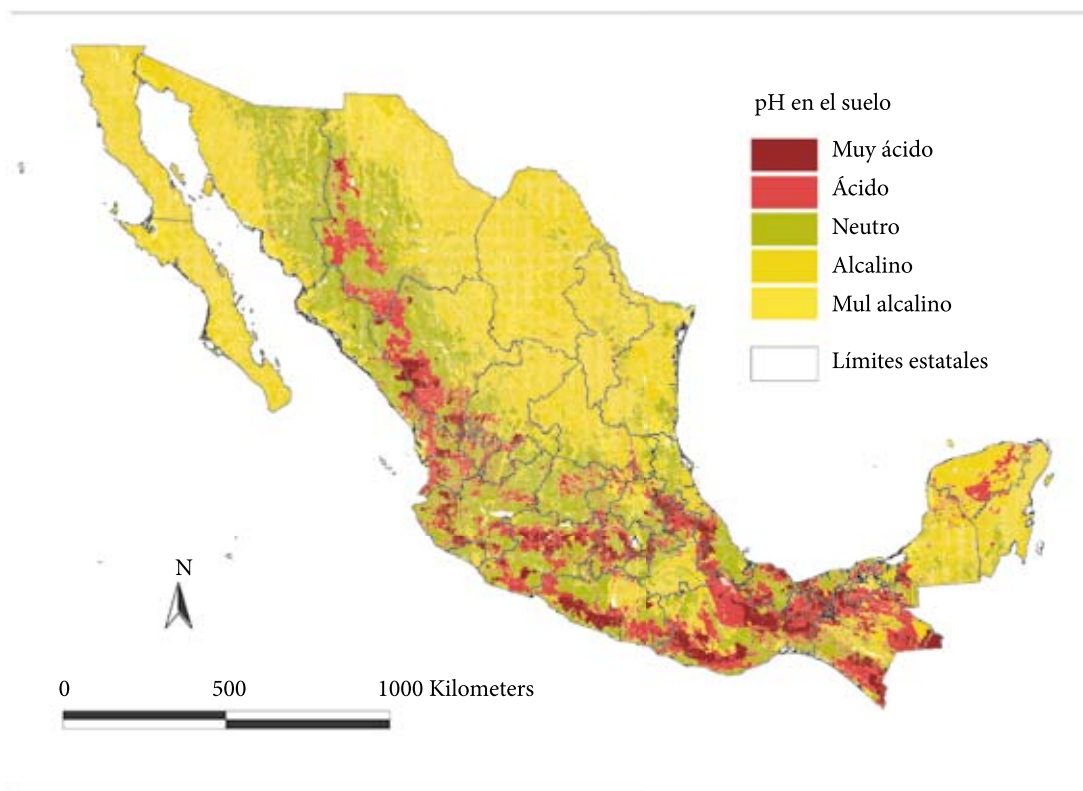 pH en el suelo
Muy ácido
Ácido
Neutro
Alcalino
Mul alcalino
Límites estatales
N
0 500 1000 Kilometers